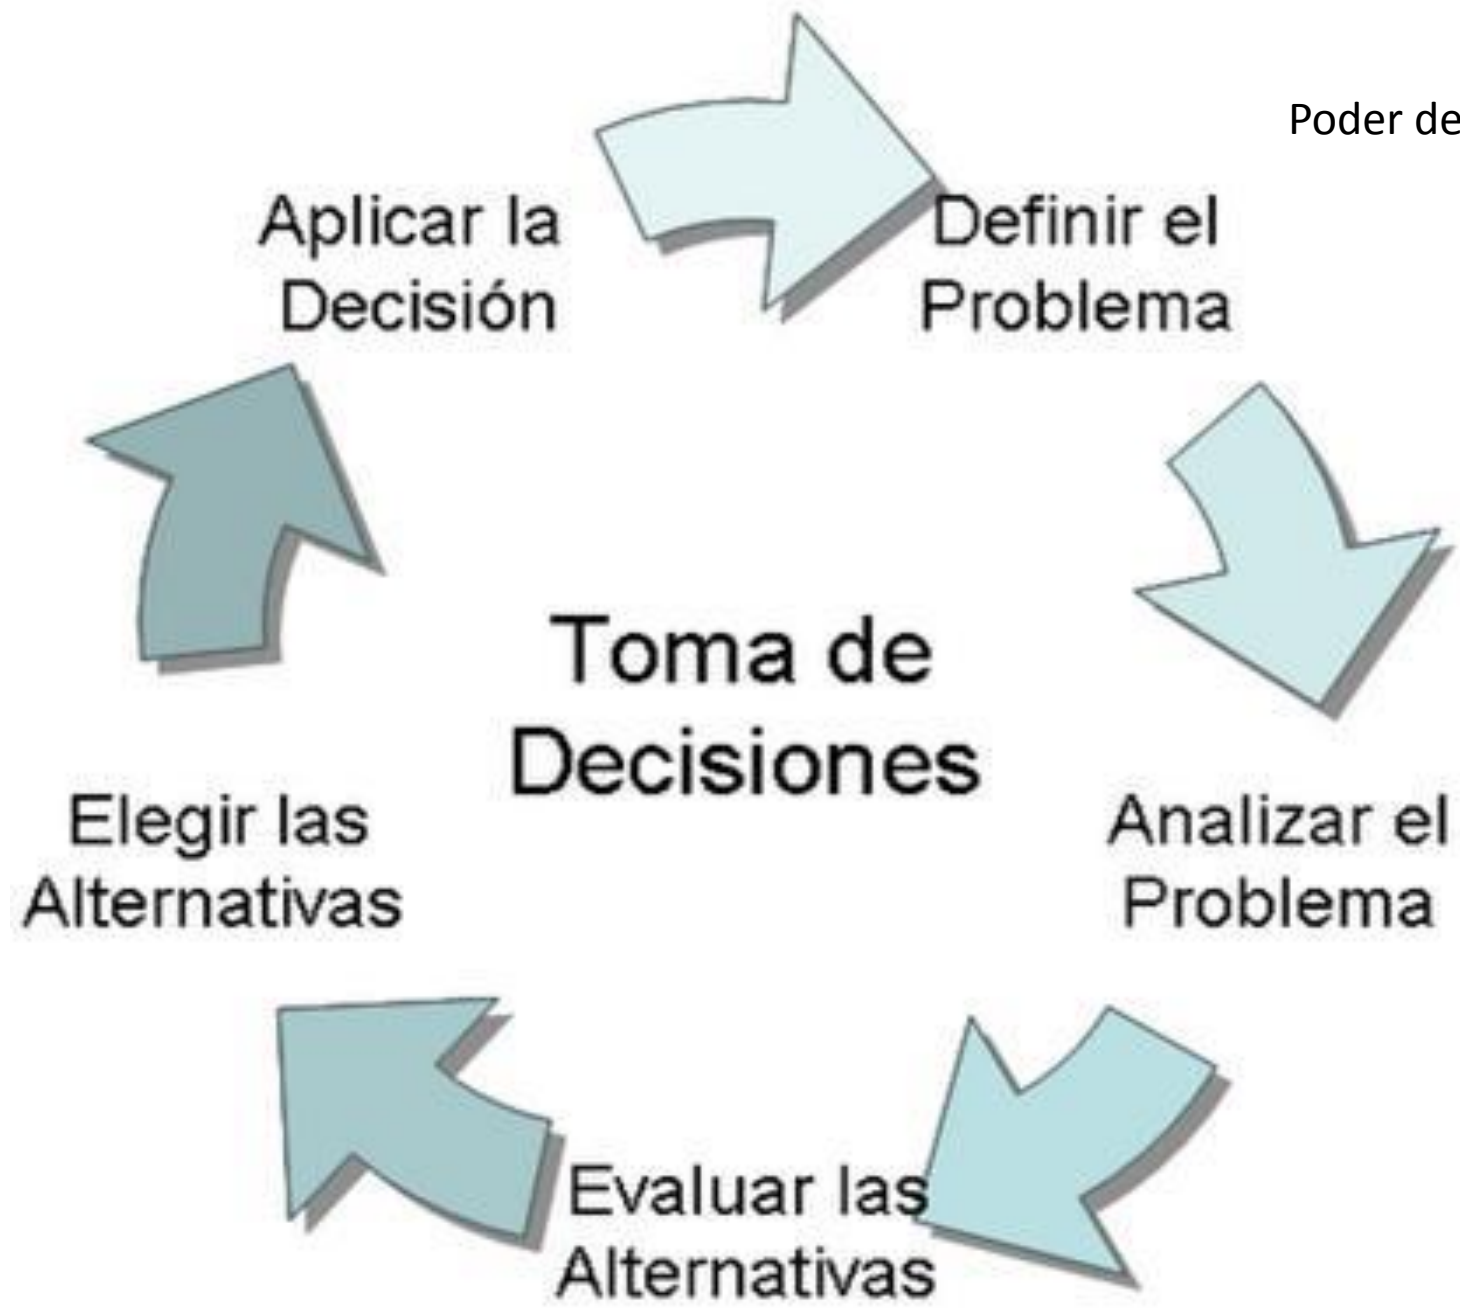 Poder de
Aplicar la
Decisión
Definir el
Problema
Toma de
Decisiones
Elegir las
Alternativas
Analizar el
Problema
Evaluar las
Alternativas